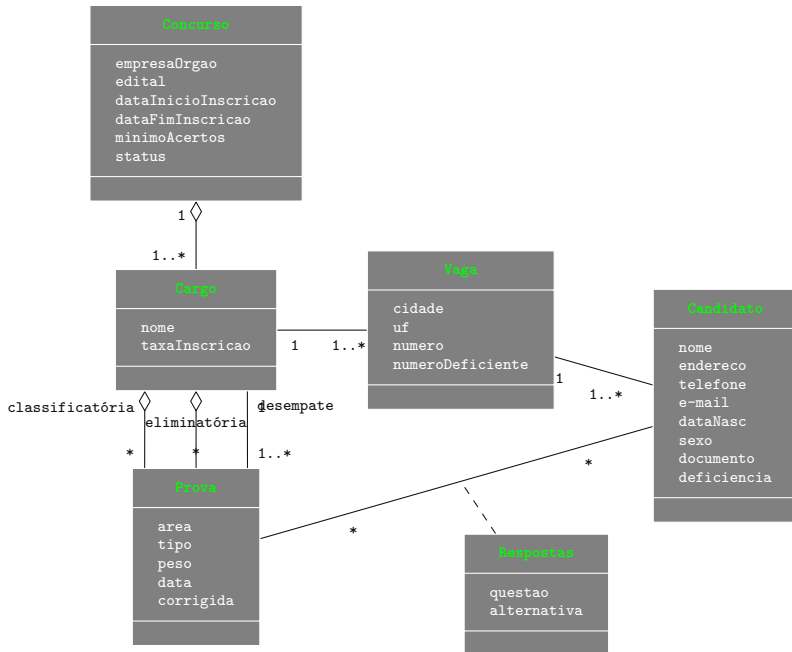 Concurso
empresaOrgao
edital
dataInicioInscricao
dataFimInscricao
minimoAcertos
status
1
1..*
Cargo
nome
taxaInscricao
1
1..*
Vaga
cidade
uf
numero
numeroDeficiente
1
1..*
Candidato
nome
endereco
telefone
e-mail
dataNasc
sexo
documento
deficiencia
classificatória
*
eliminatória
*
1
desempate
1..*
Prova
area
tipo
peso
data
corrigida
*
*
Respostas
questao
alternativa